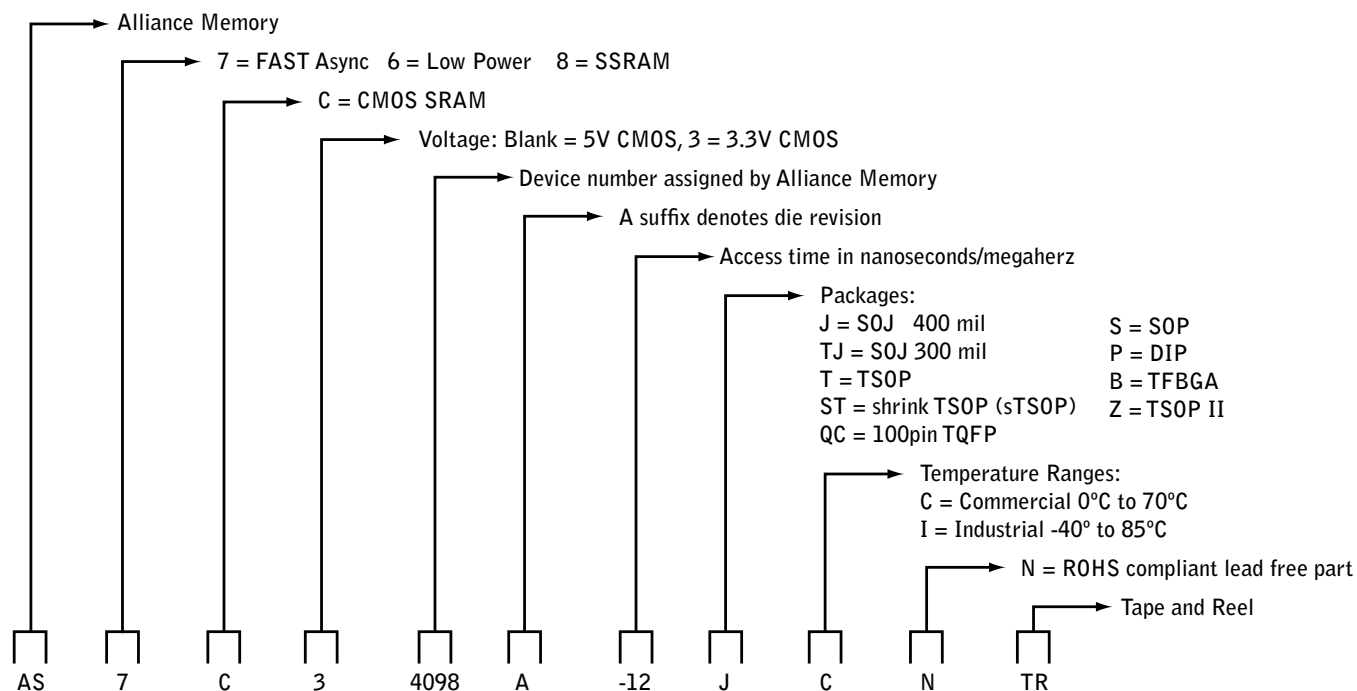 Alliance Memory
7 = FAST Async 6 = Low Power 8 = SSRAM
C = CMOS SRAM
Voltage: Blank = 5V CMOS, 3 = 3.3V CMOS
Device number assigned by Alliance Memory
A suffix denotes die revision
Access time in nanoseconds/megaherz
Packages:
J = SOJ 400 mil
TJ = SOJ 300 mil
T = TSOP
ST = shrink TSOP (sTSOP)
QC = 100pin TQFP
S = SOP
P = DIP
B = TFBGA
Z = TSOP II
Temperature Ranges:
C = Commercial 0°C to 70°C
I = Industrial -40° to 85°C
N = ROHS compliant lead free part
Tape and Reel
AS 7 C 3 4098 A -12 J C N TR